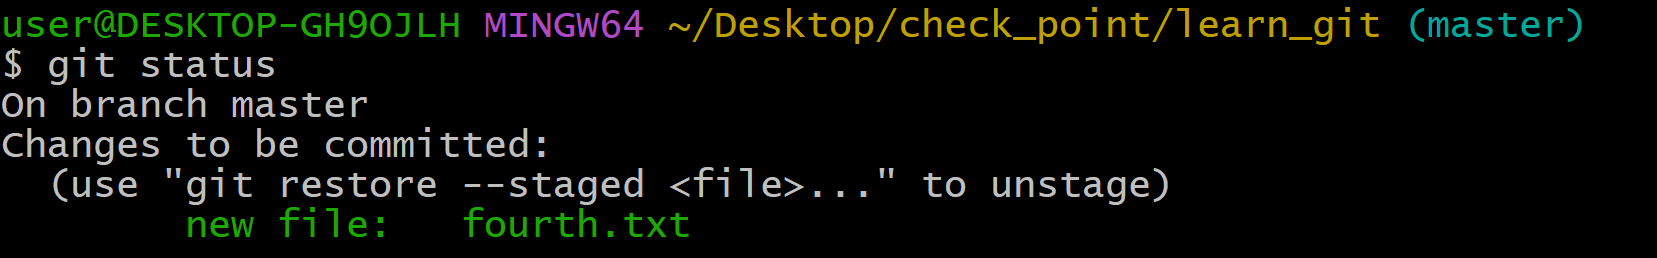 user@DESKTOP-GH9OJLH MINGW64 ~/Desktop/check_point/learn_git (master)
$ git status
On branch master
Changes to be committed:
  (use "git restore --staged <file>..." to unstage)
        new file:   fourth.txt